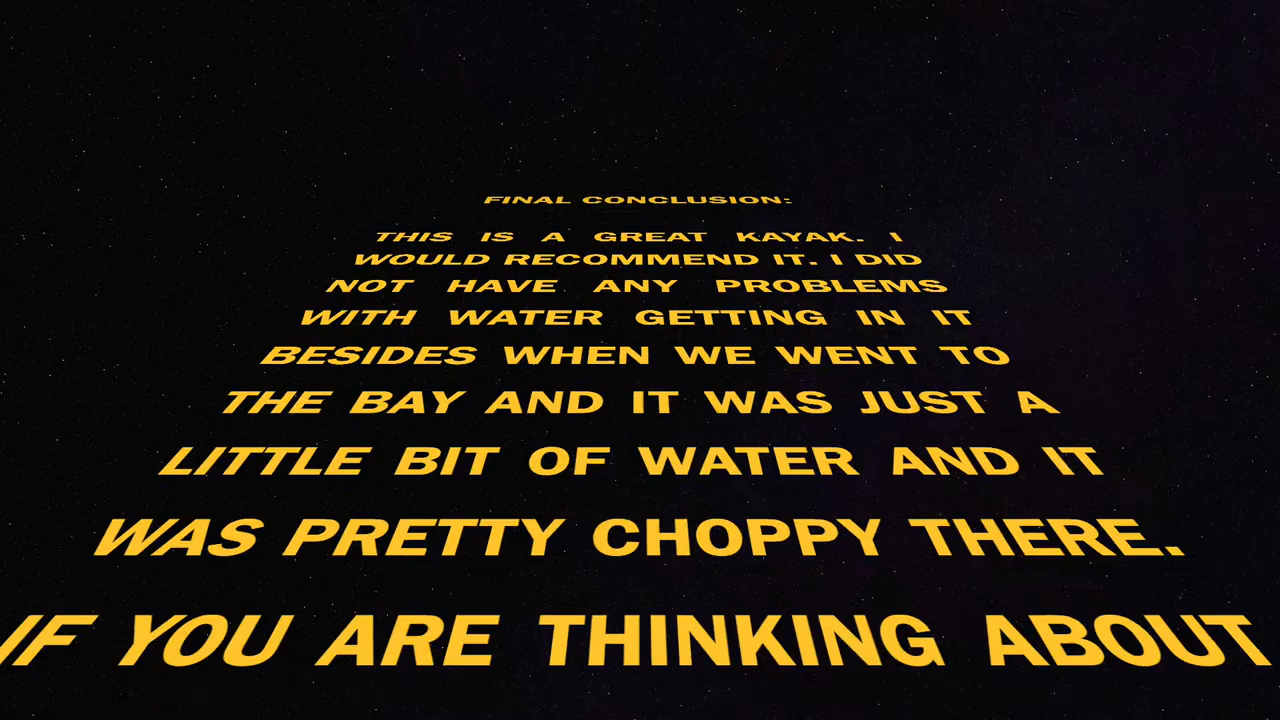 FINAL CONCLUSION:
THIS IS A GREAT KAYAK. I
WOULD RECOMMEND IT. I DID
NOT HAVE ANY PROBLEMS
WITH WATER GETTING IN IT
BESIDES WHEN WE WENT TO
THE BAY AND IT WAS JUST A
LITTLE BIT OF WATER AND IT
WAS PRETTY CHOPPY THERE.
IF YOU ARE THINKING ABOUT